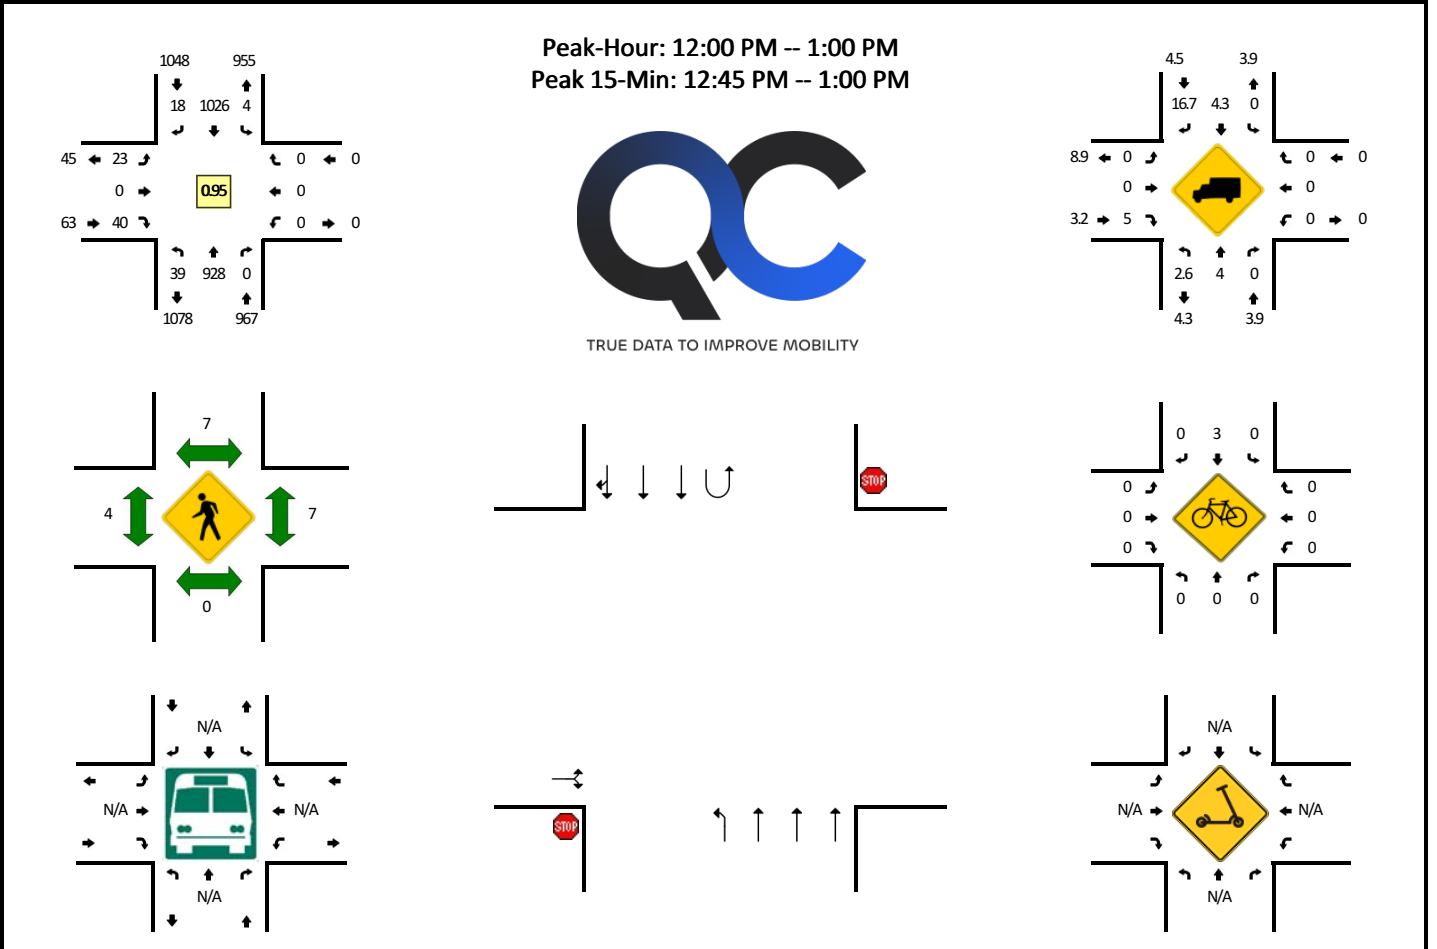 Peak-Hour: 12:00 PM -- 1:00 PM
Peak 15-Min: 12:45 PM -- 1:00 PM
1048 955
18 1026 4
45 23 0 0
0 0.95 0
63 40 0 0
39 928 0
1078 967
QC
TRUE DATA TO IMPROVE MOBILITY
4.5 3.9
16.7 4.3 0
8.9 0 0 0
0 0
3.2 5 0 0
2.6 4 0
4.3 3.9
7
4 7
0
STOP
STOP
0 3 0
0 0
0 0
0 0
0 0 0
N/A
N/A N/A
N/A
N/A
N/A N/A
N/A